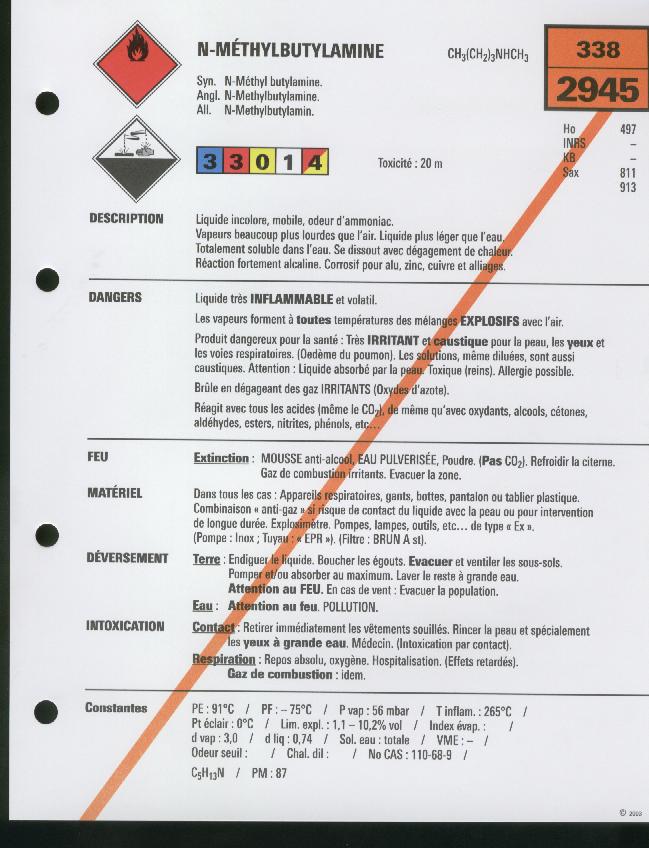 N-MÉTHYLBUTYLAMINE
CH₃(CH₂)₃NHCH₃
338
2945
Syn. N-Méthyl butylamine.
Angl. N-Methylbutylamine.
All. N-Methylbutylamin.
Ho 497
INRS –
KB –
Sax 811
913
3 3 0 1 4
Toxicité : 20 m
DESCRIPTION
Liquide incolore, mobile, odeur d'ammoniac.
Vapeurs beaucoup plus lourdes que l'air. Liquide plus léger que l'eau.
Totalement soluble dans l'eau. Se dissout avec dégagement de chaleur.
Réaction fortement alcaline. Corrosif pour alu, zinc, cuivre et alliages.
DANGERS
Liquide très INFLAMMABLE et volatil.
Les vapeurs forment à toutes températures des mélanges EXPLOSIFS avec l'air.
Produit dangereux pour la santé : Très IRRITANT et caustique pour la peau, les yeux et
les voies respiratoires. (Oedème du poumon). Les solutions, même diluées, sont aussi
caustiques. Attention : Liquide absorbé par la peau. Toxique (reins). Allergie possible.
Brûle en dégageant des gaz IRRITANTS (Oxydes d'azote).
Réagit avec tous les acides (même le CO₂), de même qu'avec oxydants, alcools, cétones,
aldéhydes, esters, nitrites, phénols, etc...
FEU
Extinction : MOUSSE anti-alcool, EAU PULVERISÉE, Poudre. (Pas CO₂). Refroidir la citerne.
Gaz de combustion irritants. Evacuer la zone.
MATÉRIEL
Dans tous les cas : Appareils respiratoires, gants, bottes, pantalon ou tablier plastique.
Combinaison « anti-gaz » si risque de contact du liquide avec la peau ou pour intervention
de longue durée. Explosimètre. Pompes, lampes, outils, etc... de type « Ex ».
(Pompe : Inox ; Tuyau : « EPR »). (Filtre : BRUN A st).
DÉVERSEMENT
Terre : Endiguer le liquide. Boucher les égouts. Evacuer et ventiler les sous-sols.
Pomper et/ou absorber au maximum. Laver le reste à grande eau.
Attention au FEU. En cas de vent : Evacuer la population.
Eau : Attention au feu. POLLUTION.
INTOXICATION
Contact : Retirer immédiatement les vêtements souillés. Rincer la peau et spécialement
les yeux à grande eau. Médecin. (Intoxication par contact).
Respiration : Repos absolu, oxygène. Hospitalisation. (Effets retardés).
Gaz de combustion : idem.
Constantes
PE : 91°C / PF : – 75°C / P vap : 56 mbar / T inflam. : 265°C /
Pt éclair : 0°C / Lim. expl. : 1,1 – 10,2% vol / Index évap. : /
d vap : 3,0 / d liq : 0,74 / Sol. eau : totale / VME : – /
Odeur seuil : / Chal. dil : / No CAS : 110-68-9 /
C₅H₁₃N / PM : 87
© 2003